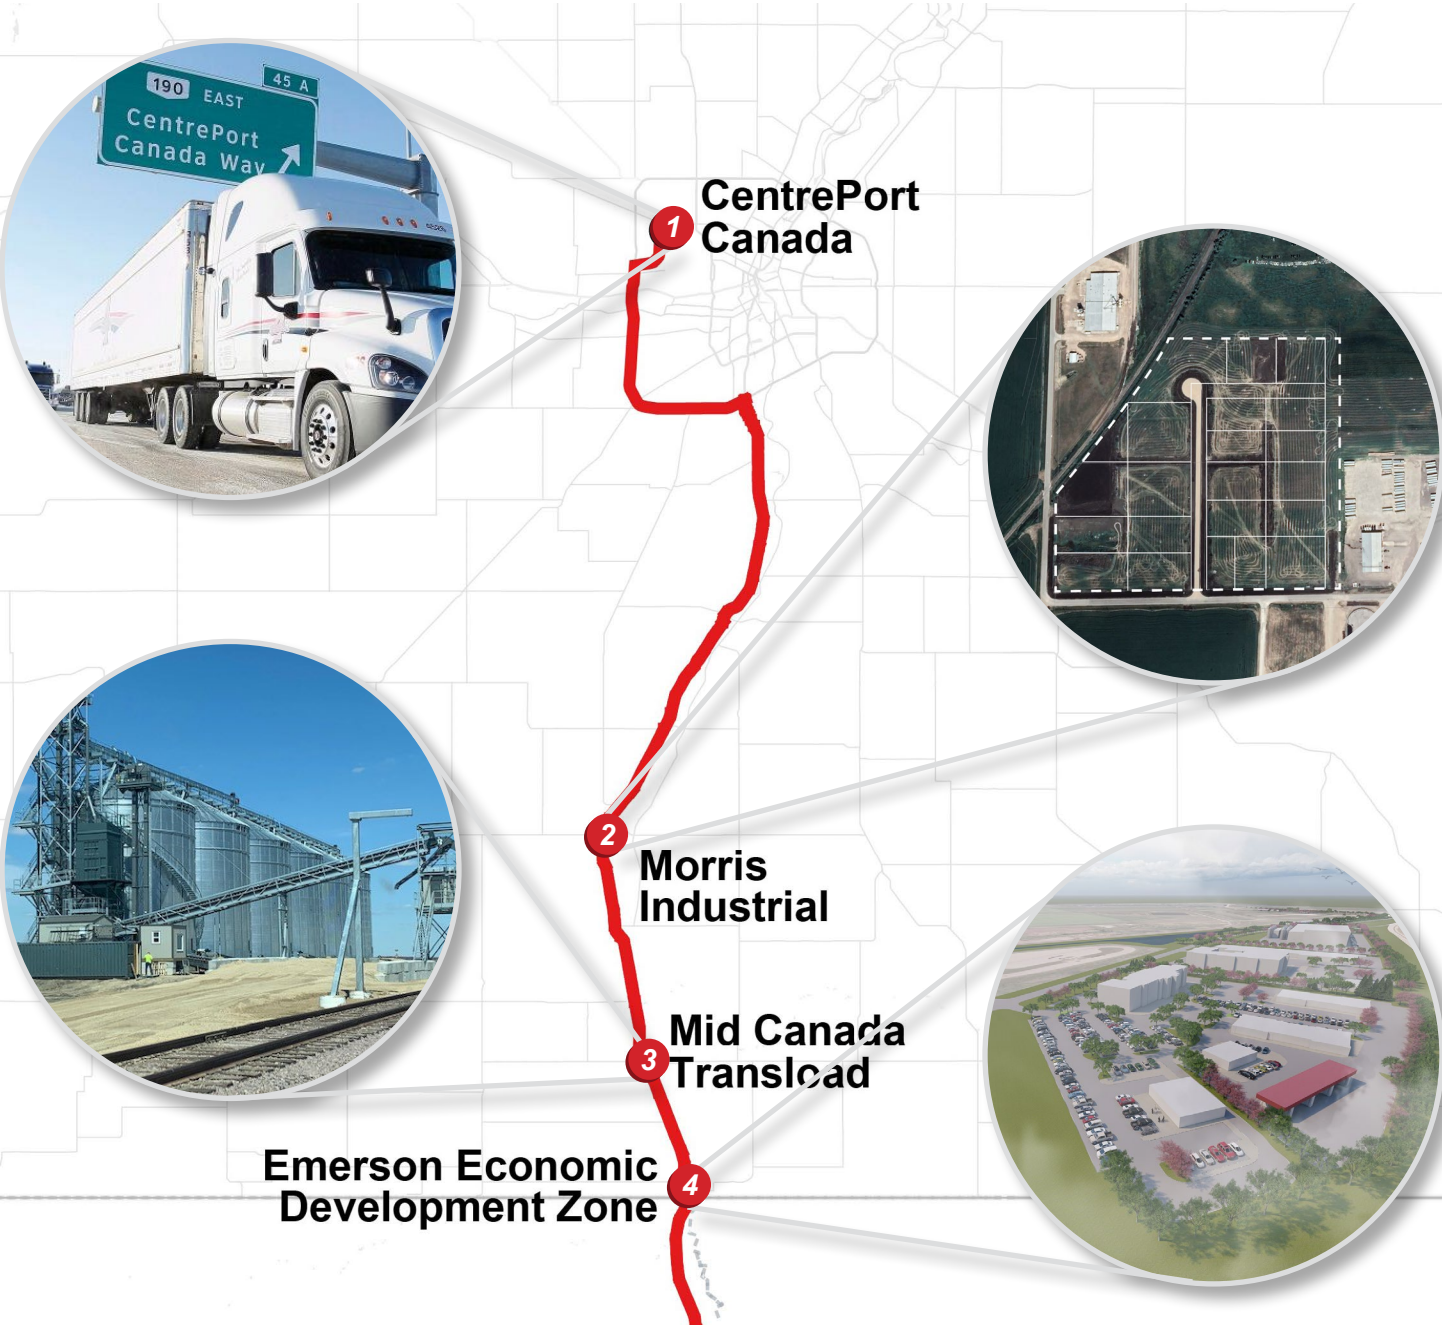 190
EAST
45 A
CentrePort
Canada Way
1
CentrePort
Canada
2
Morris
Industrial
3
Mid Canada
Transload
Emerson Economic
Development Zone
4